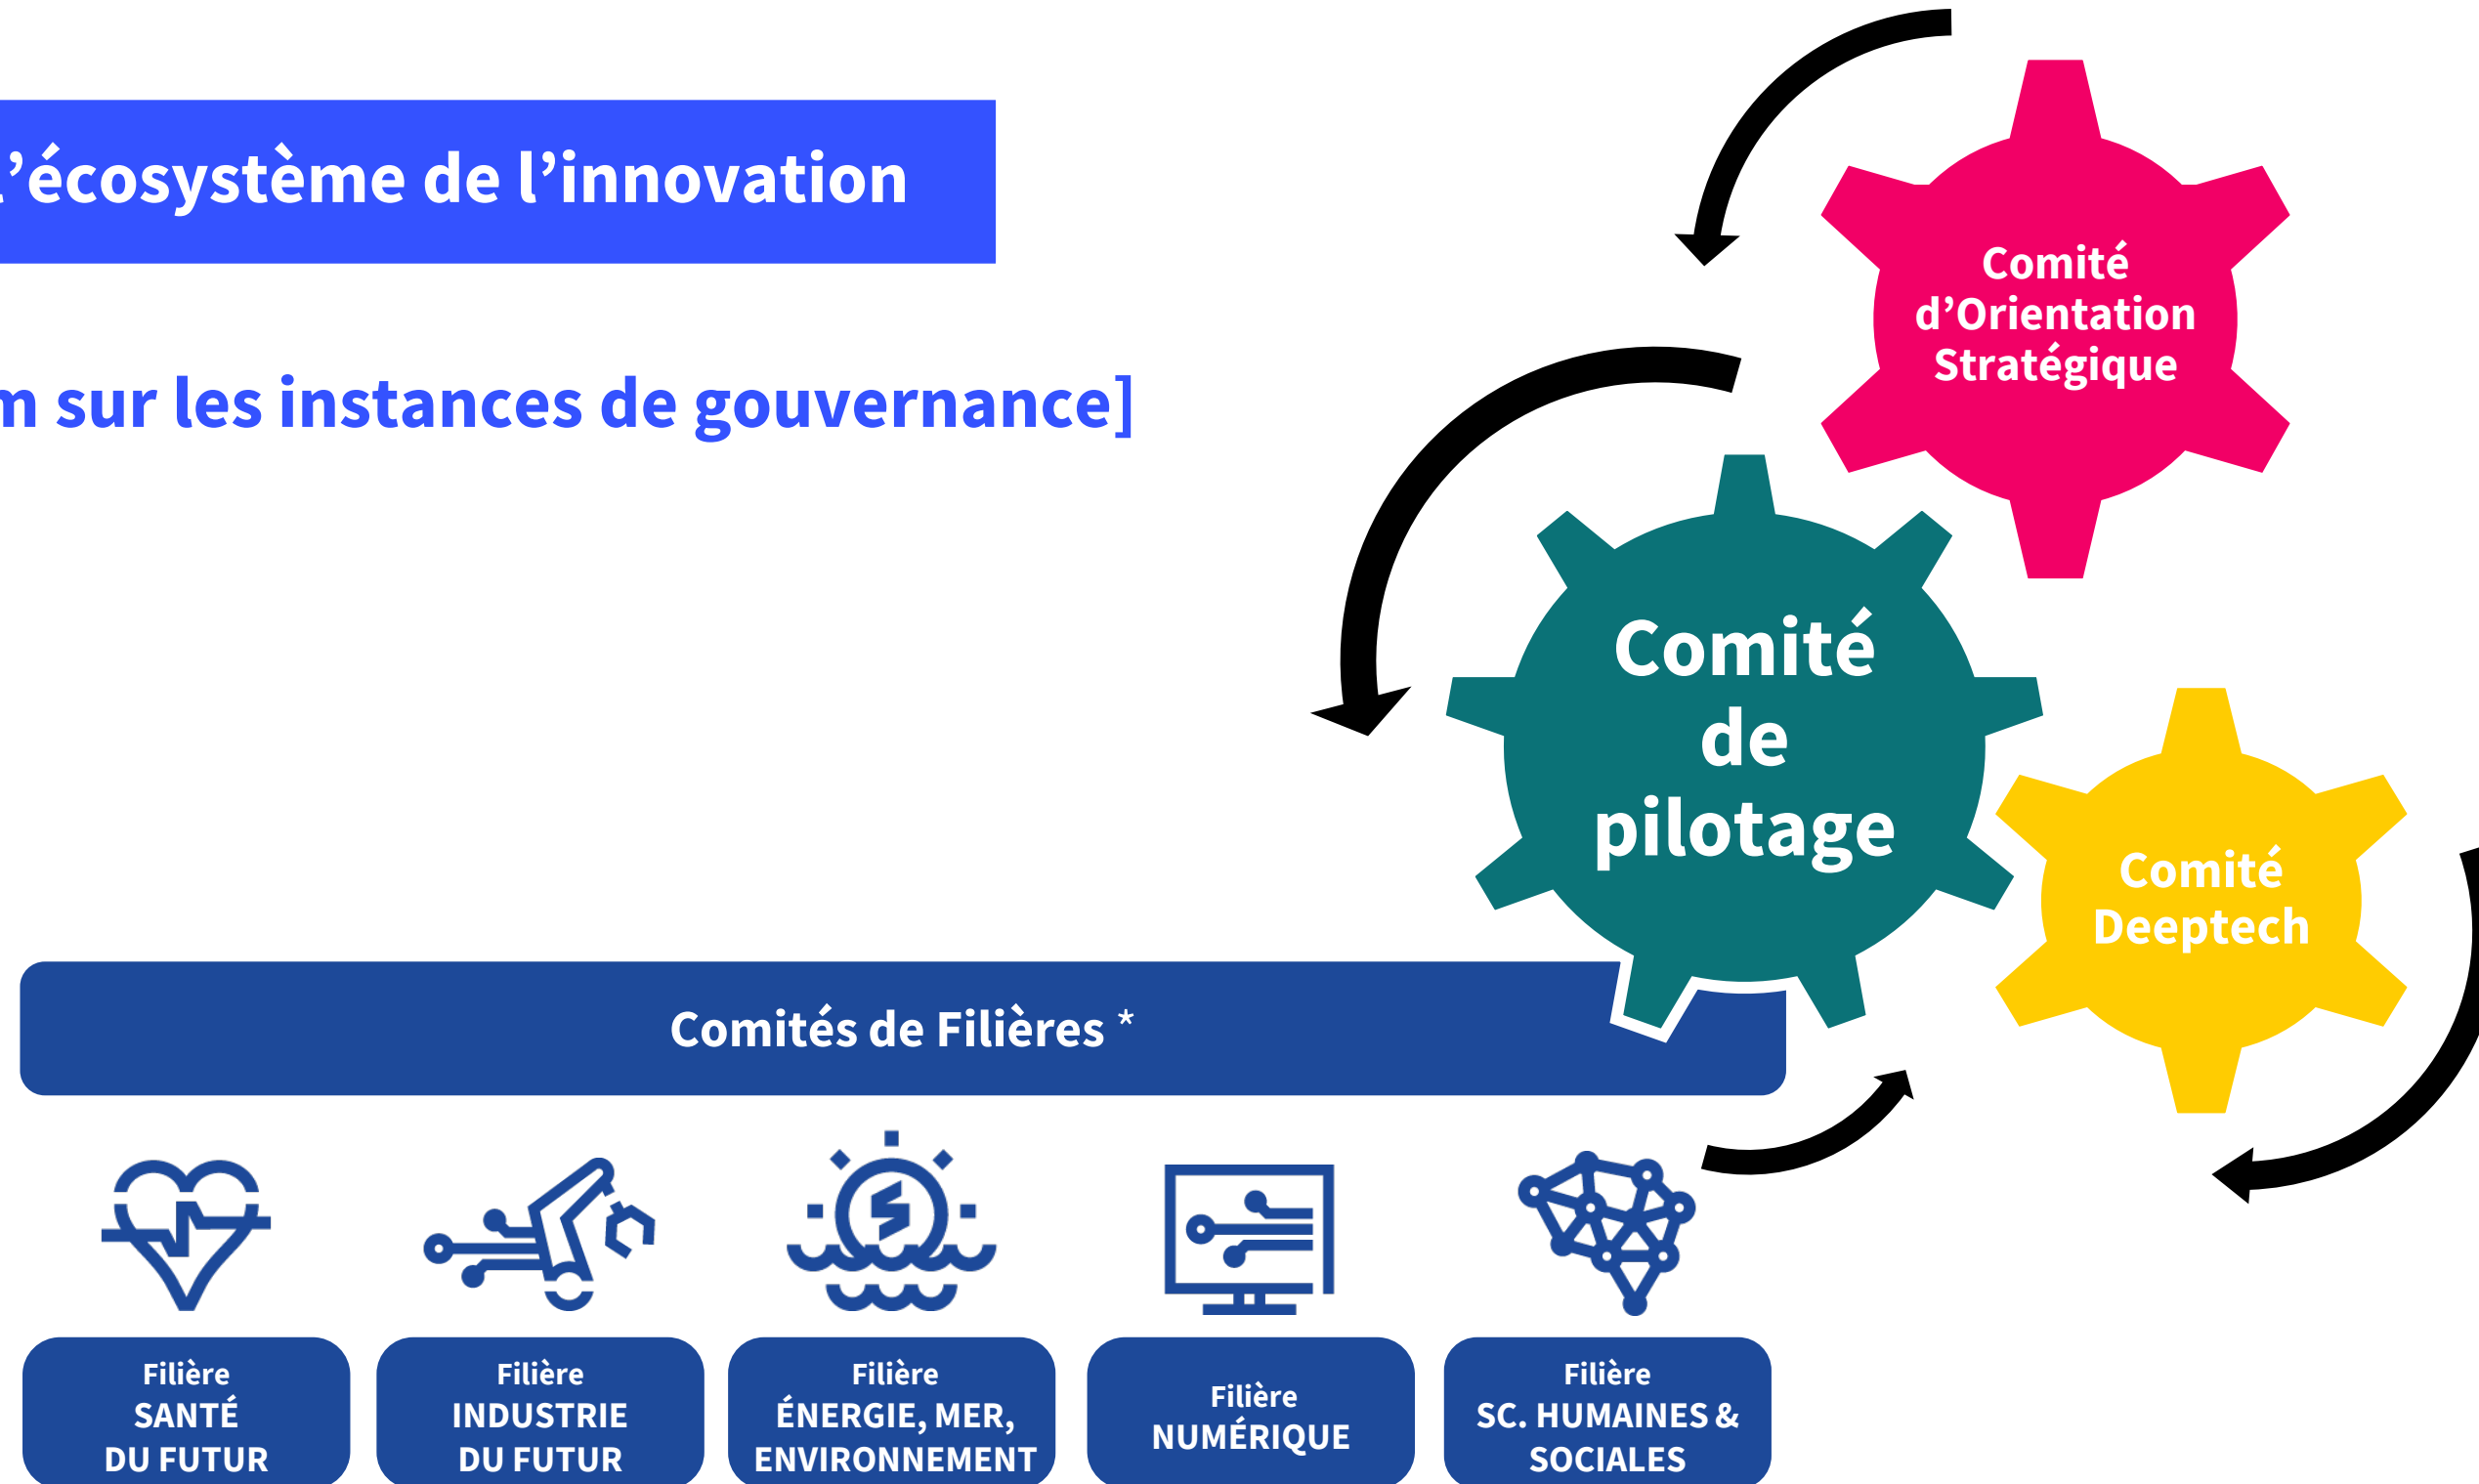 l’écosystème de l’innovation
sur les instances de gouvernance]
Comité
d’Orientation
Stratégique
Comité
de
pilotage
Comité
Deeptech
Comités de Filières *
Filière
SANTÉ
DU FUTUR
Filière
INDUSTRIE
DU FUTUR
Filière
ÉNERGIE, MER,
ENVIRONNEMENT
Filière
NUMÉRIQUE
Filière
SC. HUMAINES &
SOCIALES